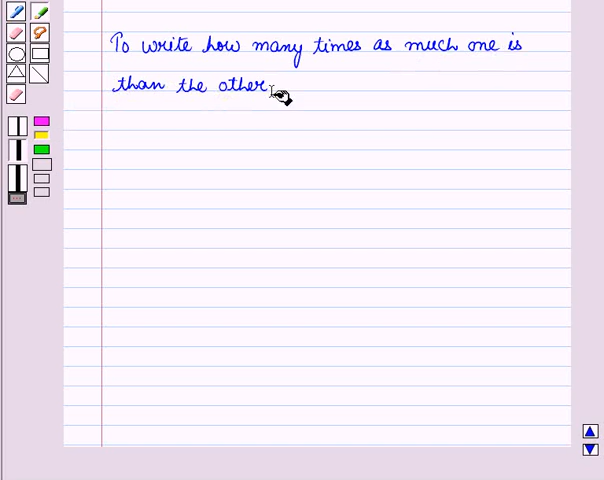 To write how many times as much one is
than the other